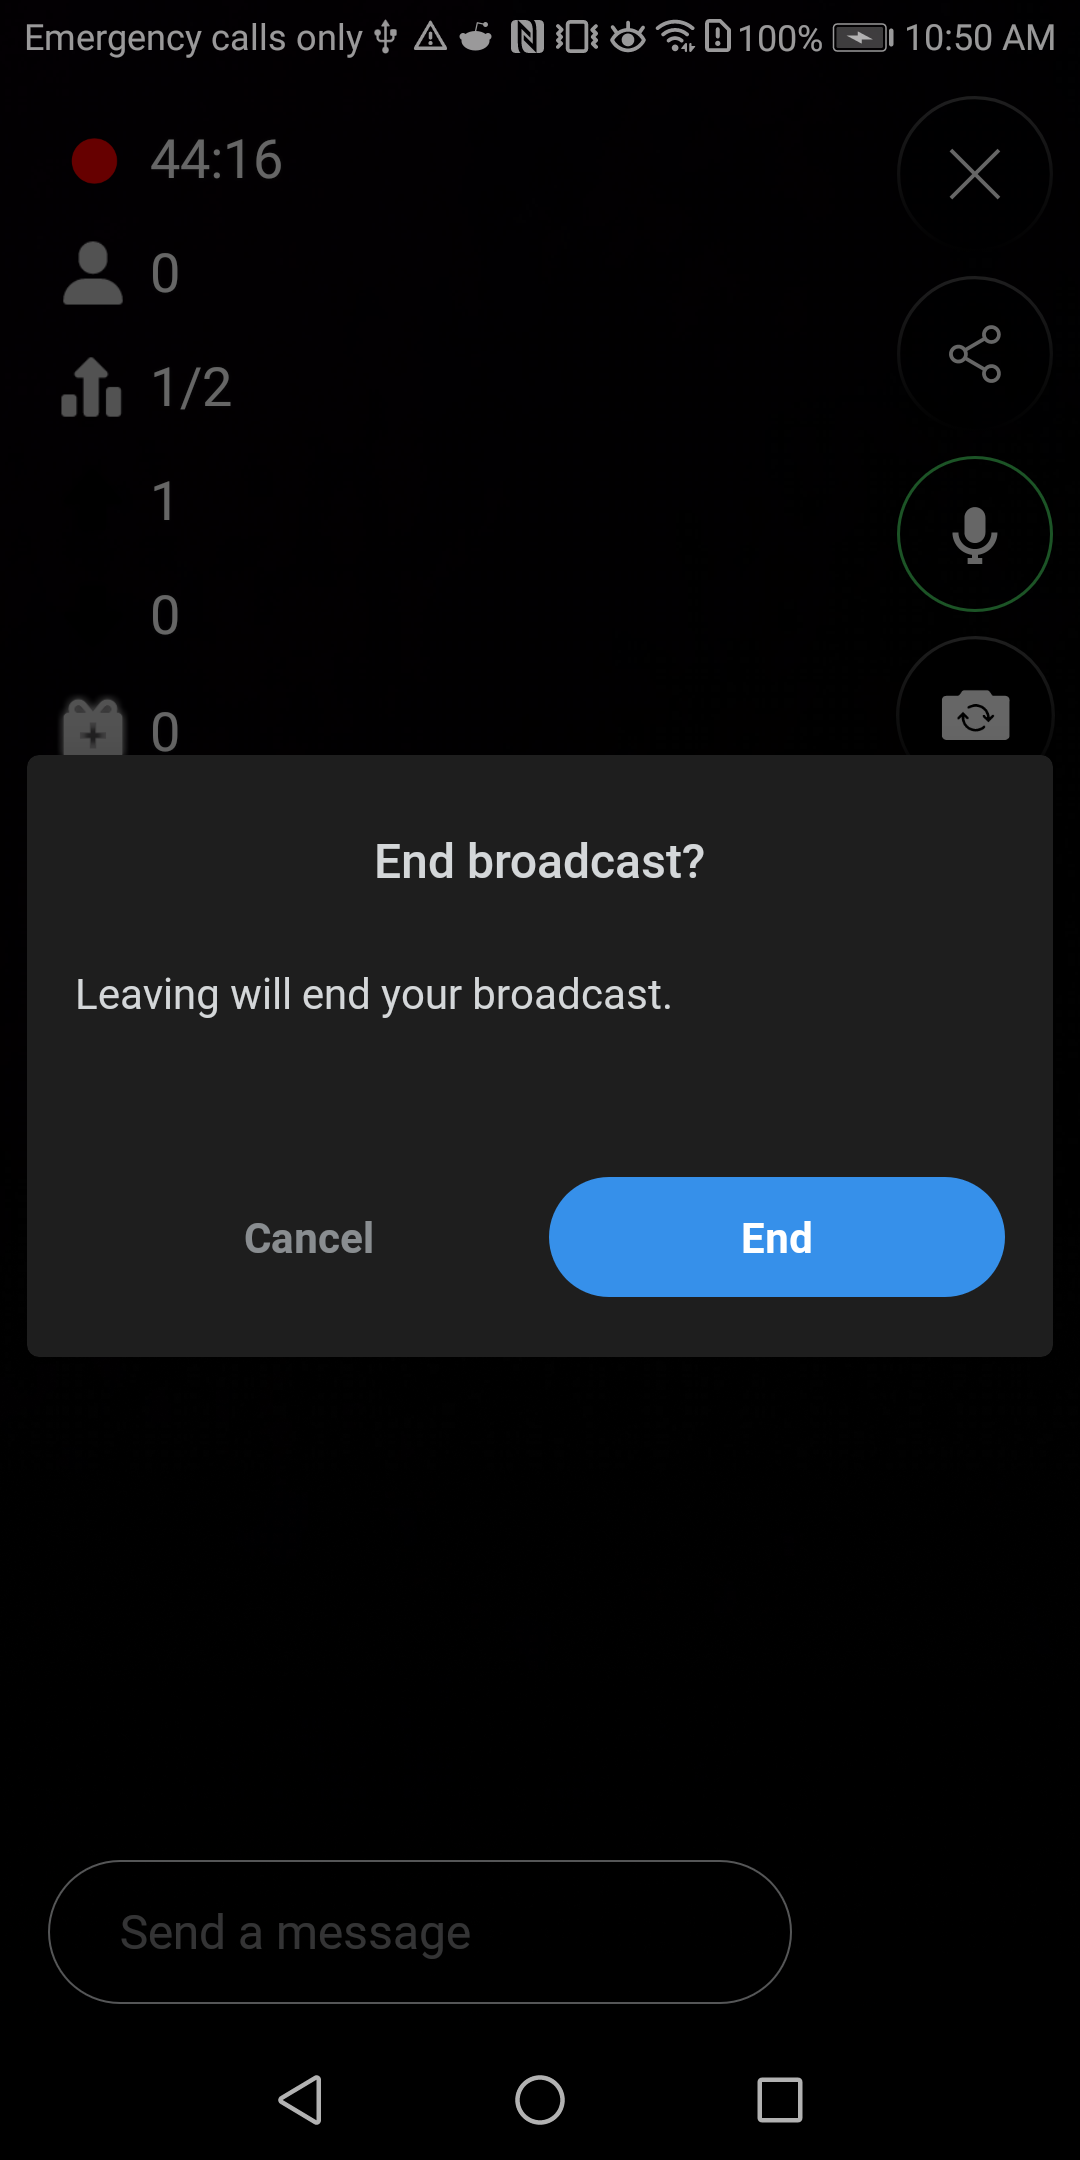 Emergency calls only 100% 10:50 AM
44:16
0
1/2
1
0
0
End broadcast?
Leaving will end your broadcast.
Cancel End
Send a message